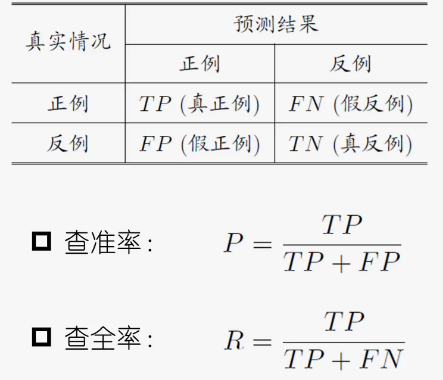 真实情况 预测结果
正例 反例
正例 TP (真正例) FN (假反例)
反例 FP (假正例) TN (真反例)
查准率: P = TP / (TP + FP)
查全率: R = TP / (TP + FN)